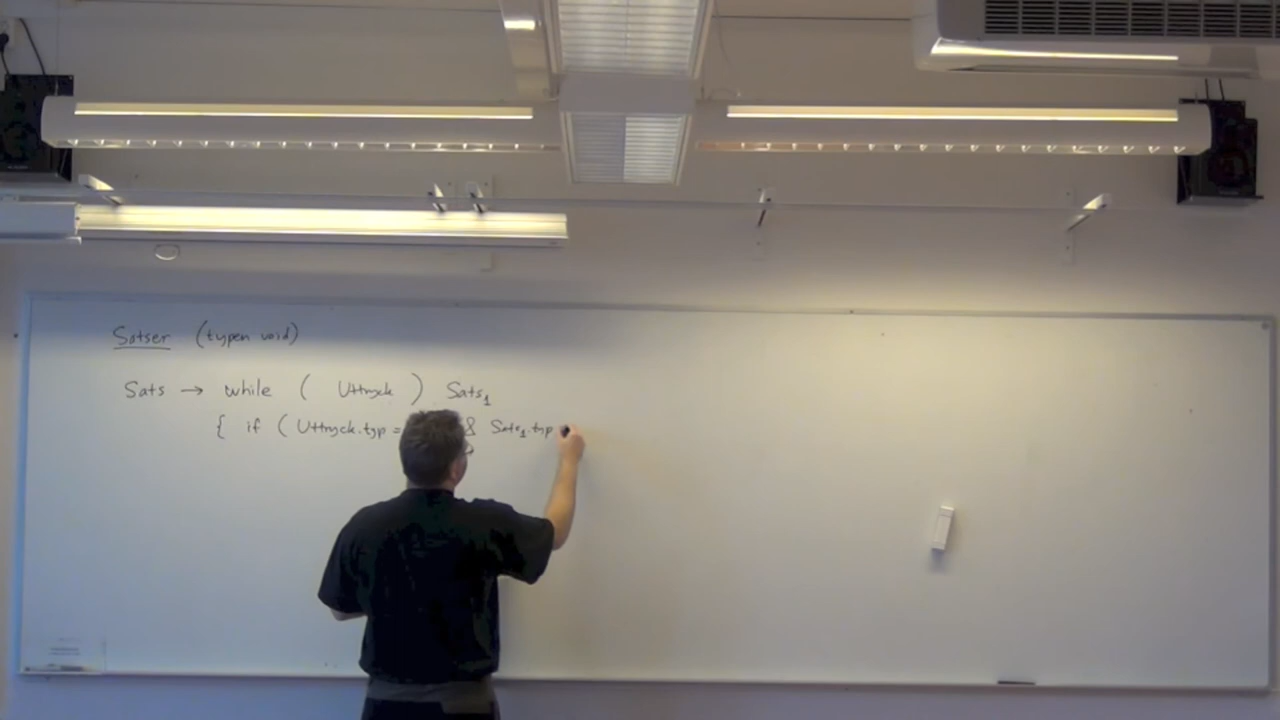 Satser (typen void)
Sats → while ( Uttryck ) Sats1
{ if ( Uttryck.typ = & Sats1.typ